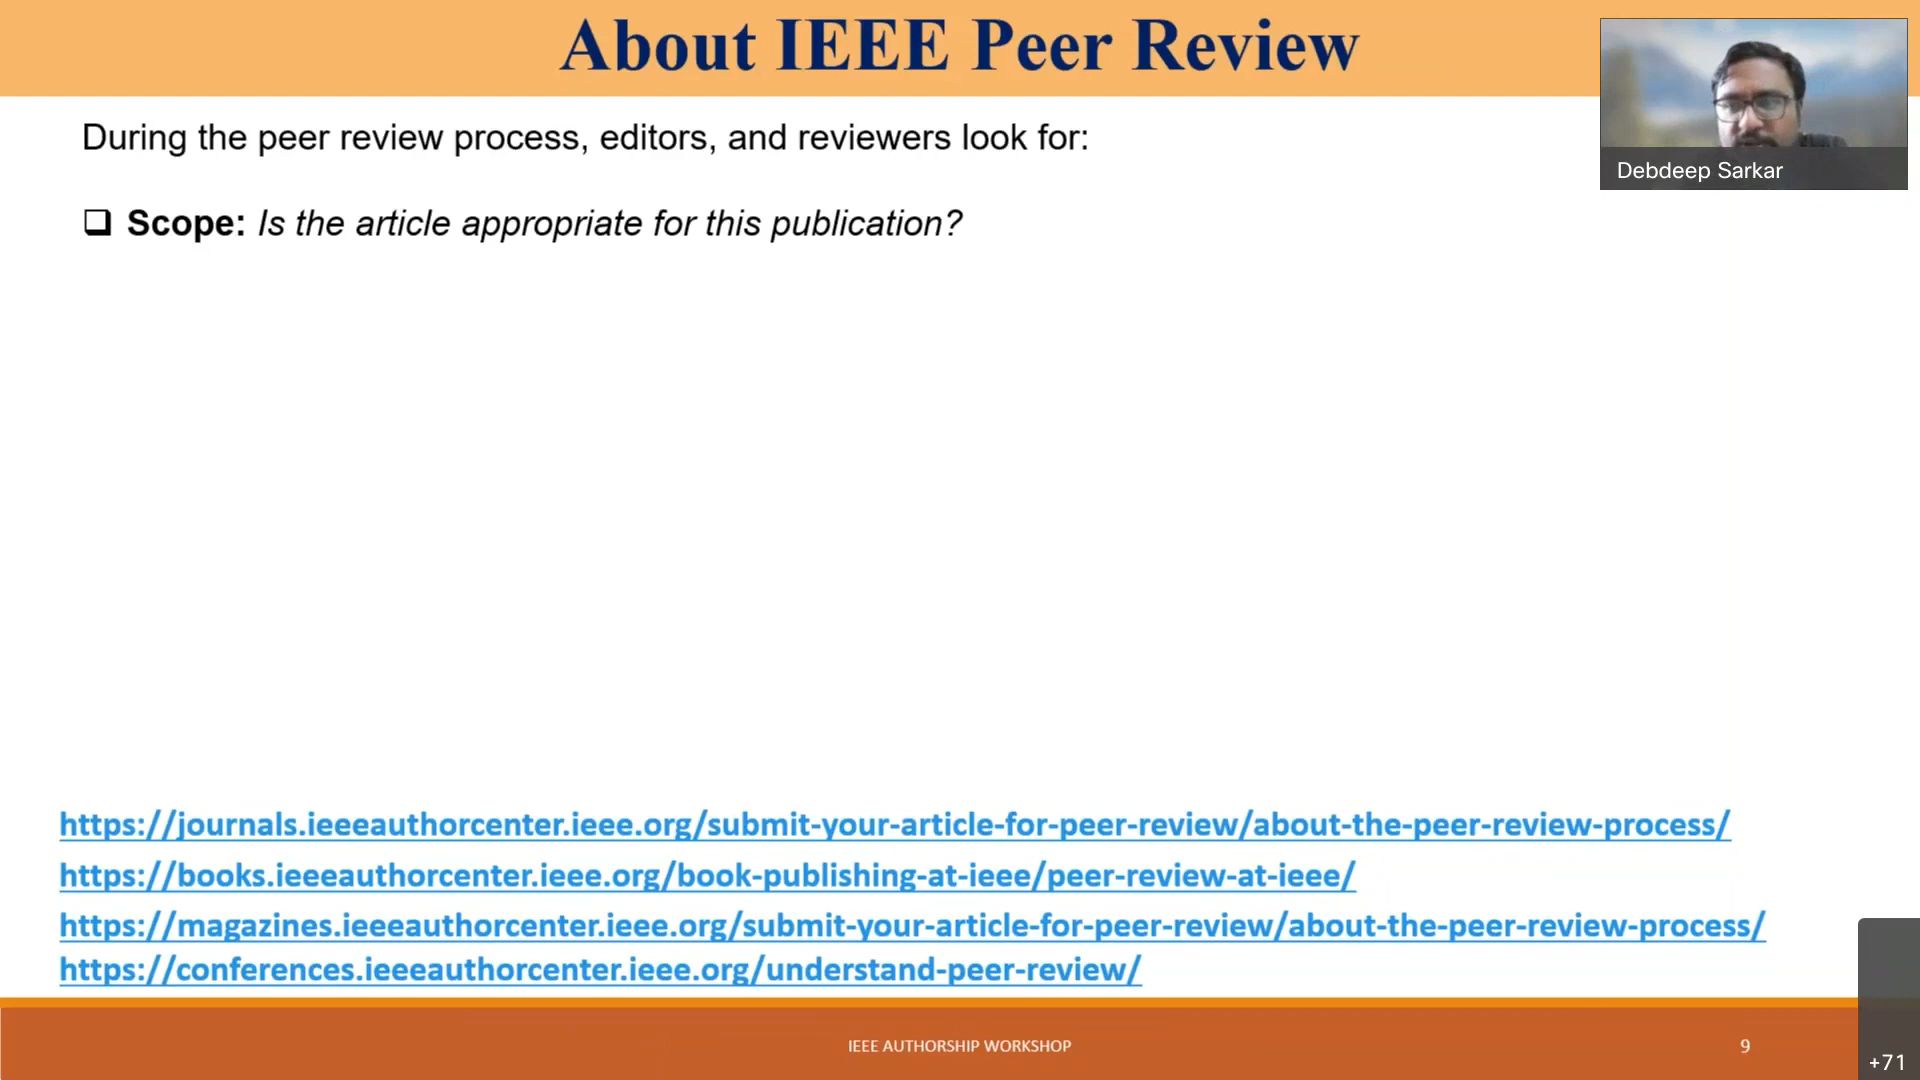 About IEEE Peer Review
During the peer review process, editors, and reviewers look for:
Debdeep Sarkar
❑ Scope: Is the article appropriate for this publication?
https://journals.ieeeauthorcenter.ieee.org/submit-your-article-for-peer-review/about-the-peer-review-process/
https://books.ieeeauthorcenter.ieee.org/book-publishing-at-ieee/peer-review-at-ieee/
https://magazines.ieeeauthorcenter.ieee.org/submit-your-article-for-peer-review/about-the-peer-review-process/
https://conferences.ieeeauthorcenter.ieee.org/understand-peer-review/
IEEE AUTHORSHIP WORKSHOP
9
+71